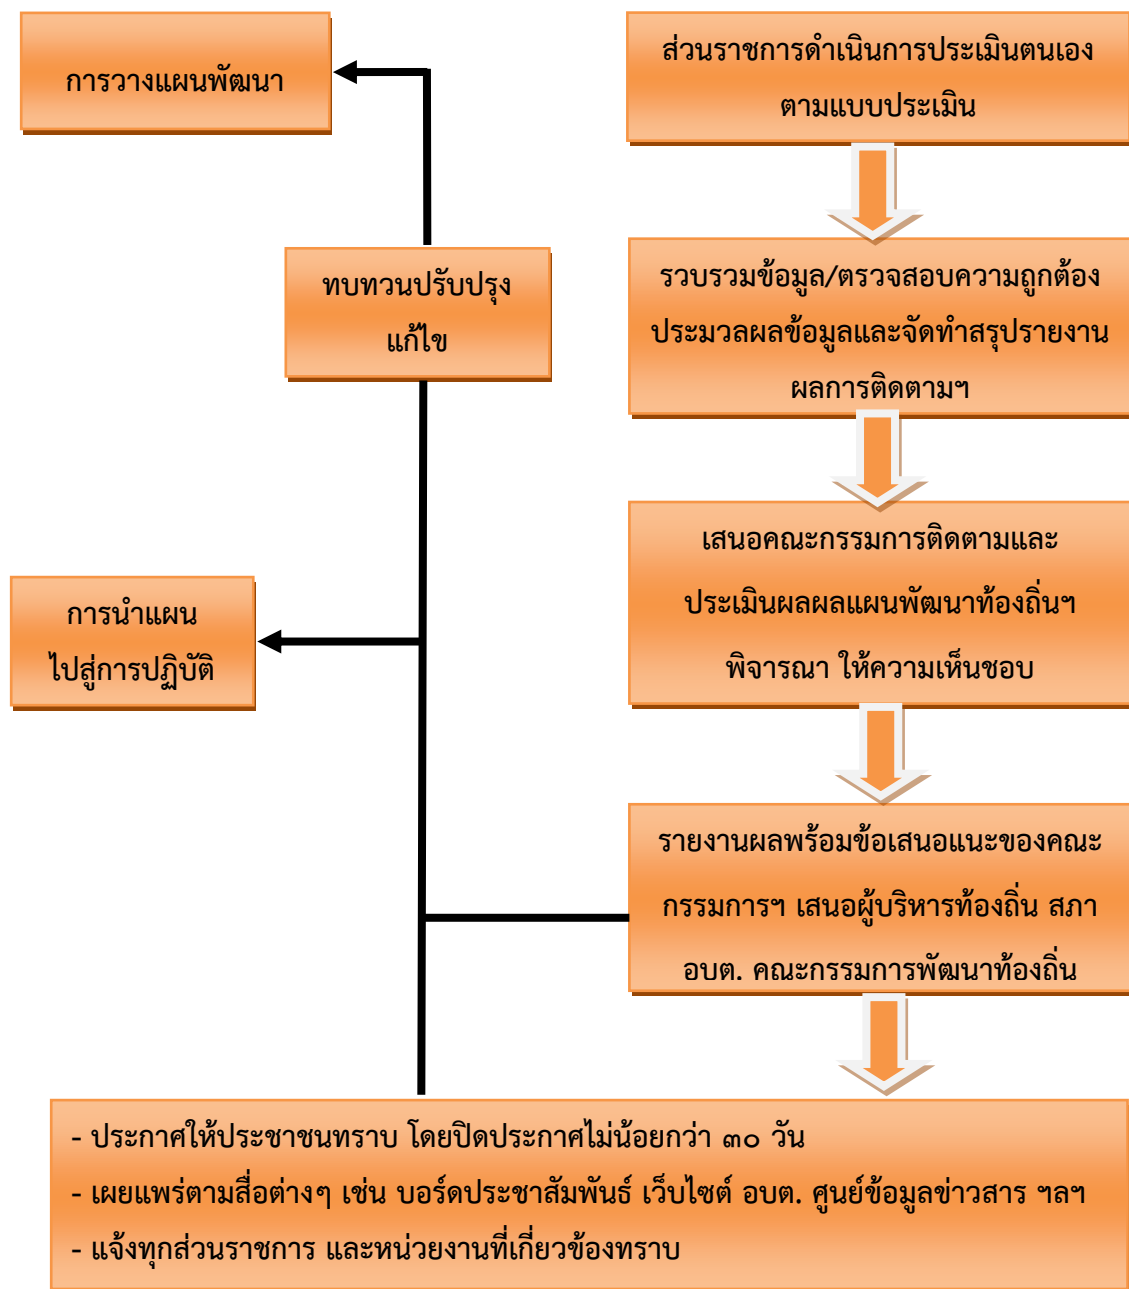 การวางแผนพัฒนา
ส่วนราชการดำเนินการประเมินตนเอง
ตามแบบประเมิน
ทบทวนปรับปรุง
แก้ไข
รวบรวมข้อมูล/ตรวจสอบความถูกต้อง
ประมวลผลข้อมูลและจัดทำสรุปรายงาน
ผลการติดตามฯ
การนำแผน
ไปสู่การปฏิบัติ
เสนอคณะกรรมการติดตามและ
ประเมินผลผลแผนพัฒนาท้องถิ่นฯ
พิจารณา ให้ความเห็นชอบ
รายงานผลพร้อมข้อเสนอแนะของคณะ
กรรมการฯ เสนอผู้บริหารท้องถิ่น สภา
อบต. คณะกรรมการพัฒนาท้องถิ่น
- ประกาศให้ประชาชนทราบ โดยปิดประกาศไม่น้อยกว่า ๓๐ วัน
- เผยแพร่ตามสื่อต่างๆ เช่น บอร์ดประชาสัมพันธ์ เว็บไซต์ อบต. ศูนย์ข้อมูลข่าวสาร ฯลฯ
- แจ้งทุกส่วนราชการ และหน่วยงานที่เกี่ยวข้องทราบ